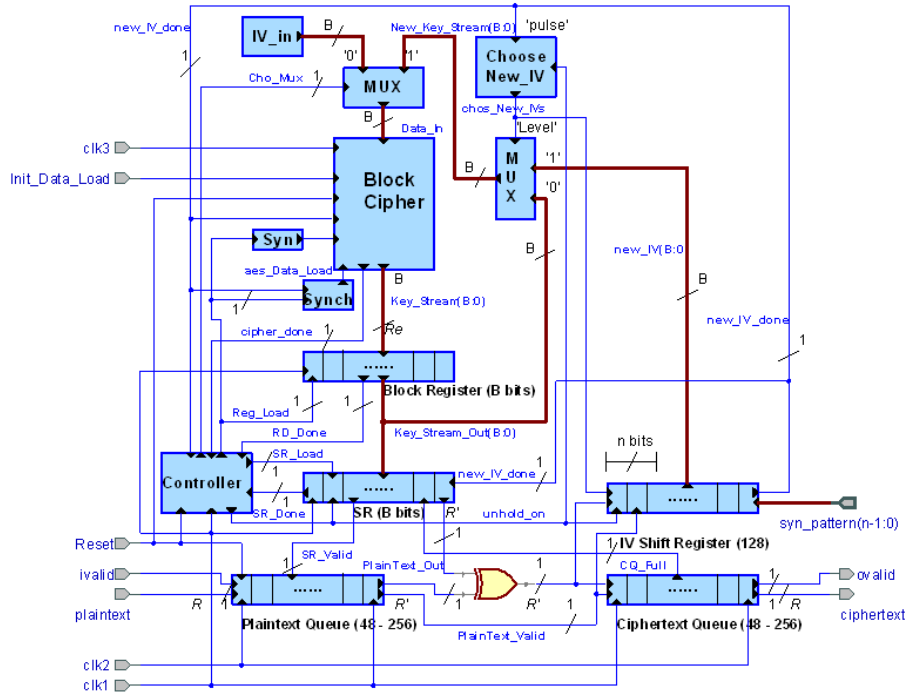 new_IV_done
B
New_Key_Stream(B:0)
'pulse'
IV_in
'0'
'1'
Choose
New_IV
1
Cho_Mux
1
MUX
chos_New_IVs
B
Data_In
'Level'
clk3
M
U
X
'1'
'0'
B
Init_Data_Load
Block
Cipher
Syn
B
new_IV(B:0
aes_Data_Load
B
B
1
Synch
Key_Stream(B:0)
new_IV_done
cipher_done
1
Re
1
......
Block Register (B bits)
1
1
Reg_Load
RD_Done
Key_Stream_Out(B:0)
n bits
SR_Load
new_IV_done
1
Controller
1
......
......
SR_Done
SR (B bits)
R'
unhold_on
syn_pattern(n-1:0)
Reset
1
1
IV Shift Register (128)
SR_Valid
1
PlainText_Out
CQ_Full
ivalid
ovalid
......
......
plaintext
R
1
R'
1
R'
1
1
1
R
ciphertext
Plaintext Queue (48 - 256)
PlainText_Valid
Ciphertext Queue (48 - 256)
clk2
clk1